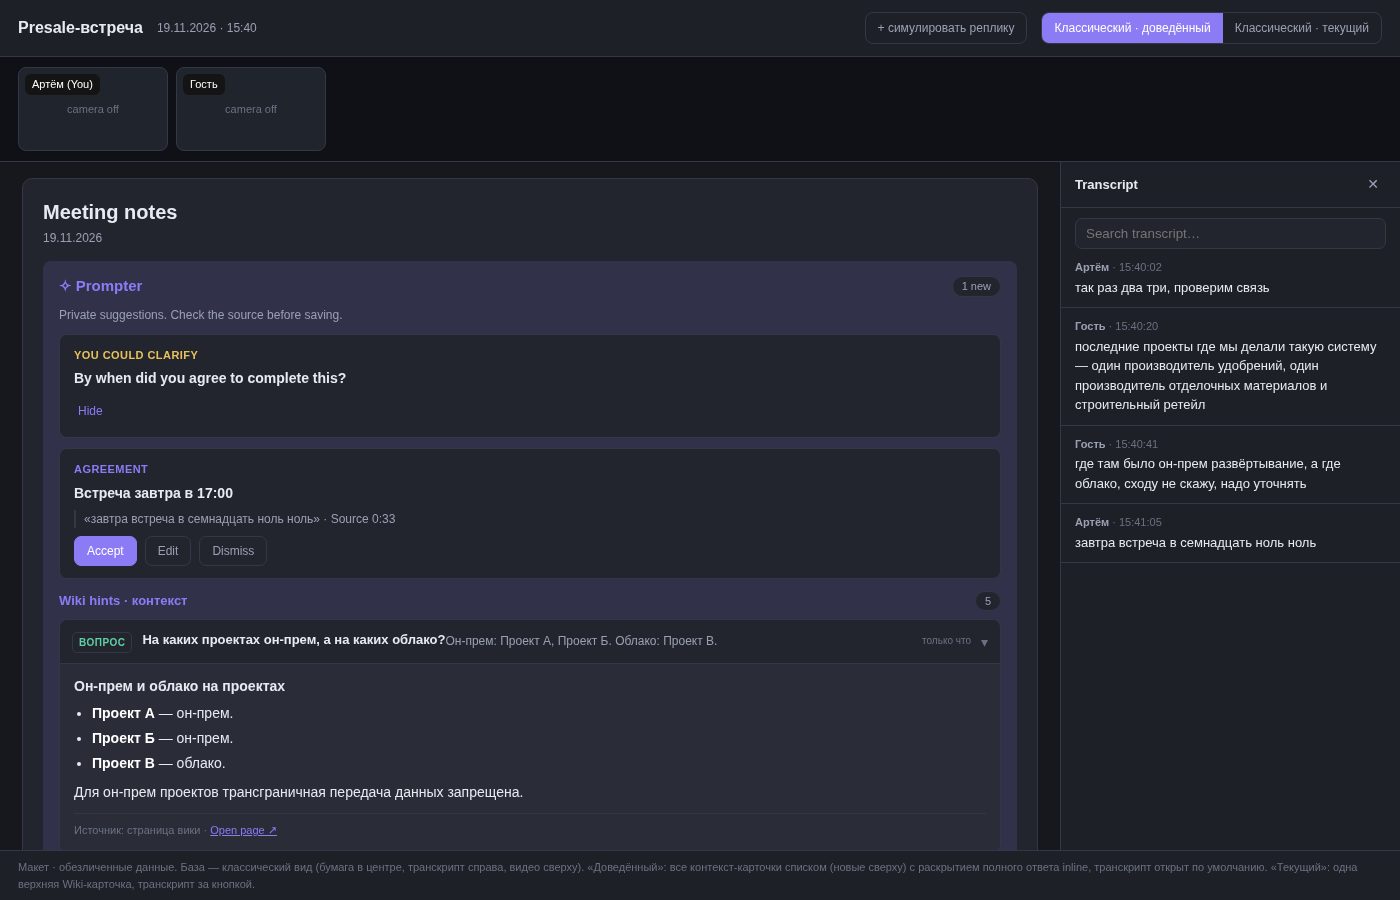 Presale-встреча 19.11.2026 · 15:40
+ симулировать реплику
Классический · доведённый
Классический · текущий
Артём (You)
camera off
Гость
camera off
Meeting notes
19.11.2026
✧ Prompter
1 new
Private suggestions. Check the source before saving.
YOU COULD CLARIFY
By when did you agree to complete this?
Hide
AGREEMENT
Встреча завтра в 17:00
«завтра встреча в семнадцать ноль ноль» · Source 0:33
Accept
Edit
Dismiss
Wiki hints · контекст
5
ВОПРОС
На каких проектах он-прем, а на каких облако?Он-прем: Проект А, Проект Б. Облако: Проект В.
только что ▾
Он-прем и облако на проектах
• Проект А — он-прем.
• Проект Б — он-прем.
• Проект В — облако.
Для он-прем проектов трансграничная передача данных запрещена.
Источник: страница вики · Open page ↗
Transcript ✕
Search transcript…
Артём · 15:40:02
так раз два три, проверим связь
Гость · 15:40:20
последние проекты где мы делали такую систему
— один производитель удобрений, один
производитель отделочных материалов и
строительный ретейл
Гость · 15:40:41
где там было он-прем развёртывание, а где
облако, сходу не скажу, надо уточнять
Артём · 15:41:05
завтра встреча в семнадцать ноль ноль
Макет · обезличенные данные. База — классический вид (бумага в центре, транскрипт справа, видео сверху). «Доведённый»: все контекст-карточки списком (новые сверху) с раскрытием полного ответа inline, транскрипт открыт по умолчанию. «Текущий»: одна
верхняя Wiki-карточка, транскрипт за кнопкой.